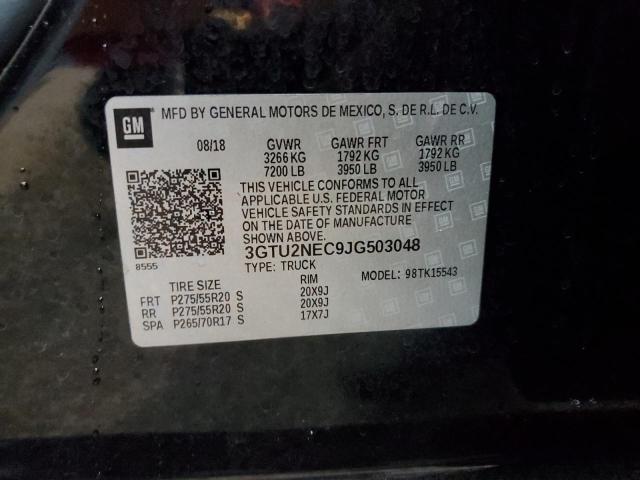 GM
MFD BY GENERAL MOTORS DE MEXICO, S. DE R.L. DE C.V.
08/18 GVWR GAWR FRT GAWR RR
3266 KG 1792 KG 1792 KG
7200 LB 3950 LB 3950 LB
THIS VEHICLE CONFORMS TO ALL
APPLICABLE U.S. FEDERAL MOTOR
VEHICLE SAFETY STANDARDS IN EFFECT
ON THE DATE OF MANUFACTURE
SHOWN ABOVE.
3GTU2NEC9JG503048
8555
TYPE: TRUCK MODEL: 98TK15543
TIRE SIZE RIM
FRT P275/55R20 S 20X9J
RR P275/55R20 S 20X9J
SPA P265/70R17 S 17X7J